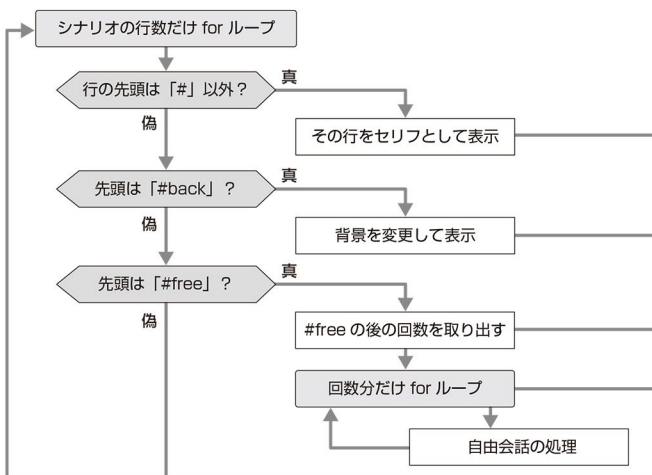 シナリオの行数だけ for ループ
行の先頭は「#」以外？
真
偽
その行をセリフとして表示
先頭は「#back」？
真
偽
背景を変更して表示
先頭は「#free」？
真
偽
#free の後の回数を取り出す
回数分だけ for ループ
自由会話の処理